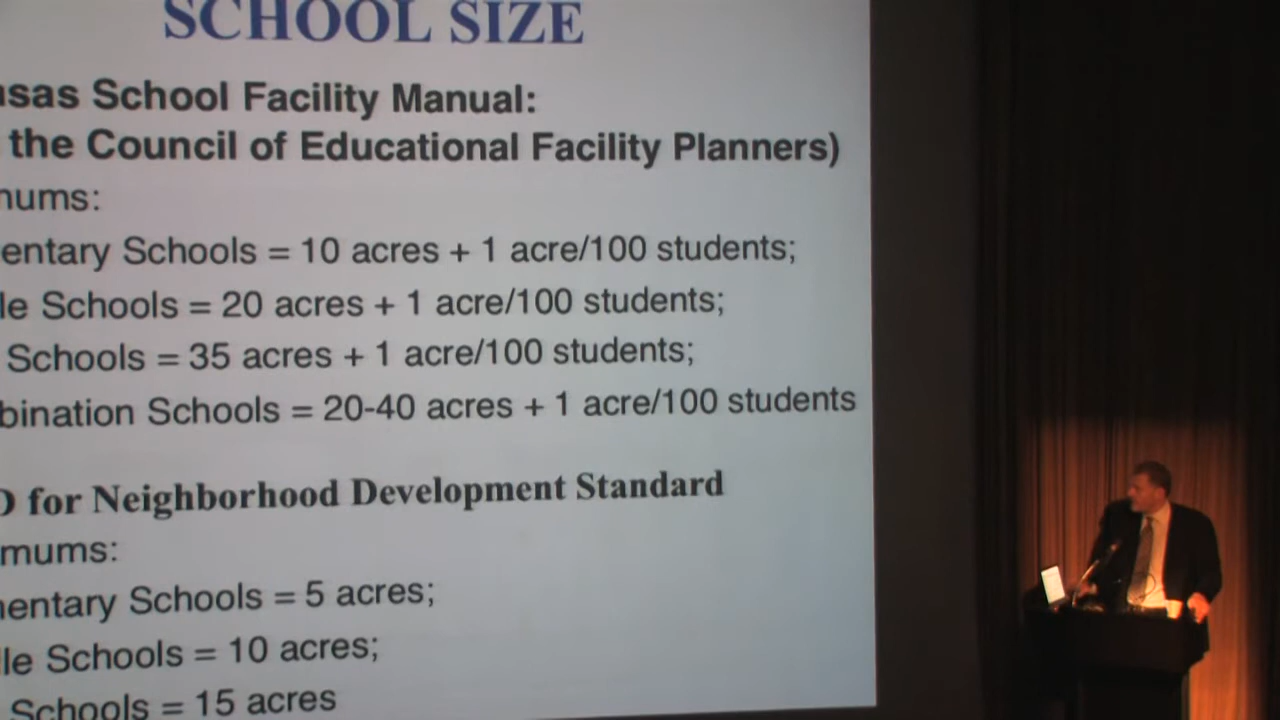 SCHOOL SIZE
nsas School Facility Manual:
the Council of Educational Facility Planners)
mums:
entary Schools = 10 acres + 1 acre/100 students;
le Schools = 20 acres + 1 acre/100 students;
Schools = 35 acres + 1 acre/100 students;
bination Schools = 20-40 acres + 1 acre/100 students
D for Neighborhood Development Standard
mums:
entary Schools = 5 acres;
le Schools = 10 acres;
Schools = 15 acres